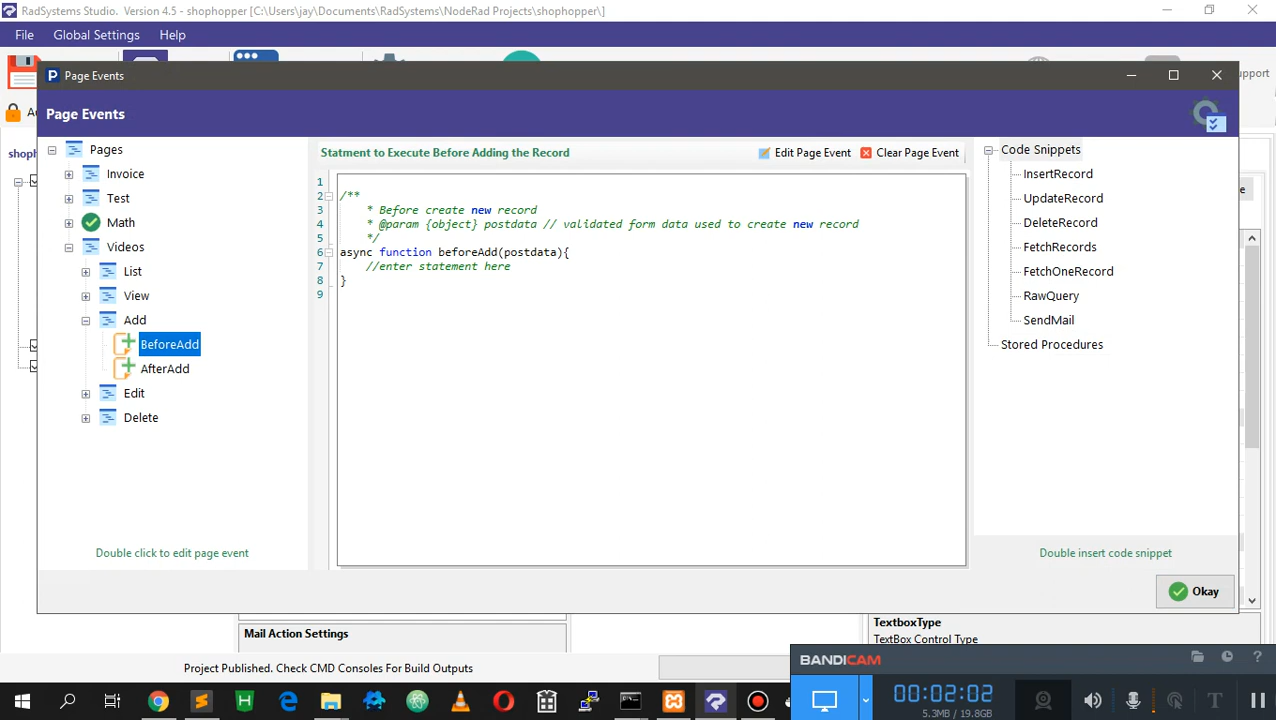 RadSystems Studio. Version 4.5 - shophopper [C:\Users\jay\Documents\RadSystems\NodeRad Projects\shophopper\]
File Global Settings Help
Page Events
Page Events
Pages
Invoice
Test
Math
Videos
List
View
Add
BeforeAdd
AfterAdd
Edit
Delete
Double click to edit page event
Statment to Execute Before Adding the Record
Edit Page Event
Clear Page Event
1
2 /**
3 * Before create new record
4 * @param {object} postdata // validated form data used to create new record
5 */
6 async function beforeAdd(postdata){
7 //enter statement here
8 }
9
Code Snippets
InsertRecord
UpdateRecord
DeleteRecord
FetchRecords
FetchOneRecord
RawQuery
SendMail
Stored Procedures
Double insert code snippet
Okay
upport
shop
Mail Action Settings
TextboxType
TextBox Control Type
Project Published. Check CMD Consoles For Build Outputs
BANDICAM
00:02:02
5.3MB / 19.8GB